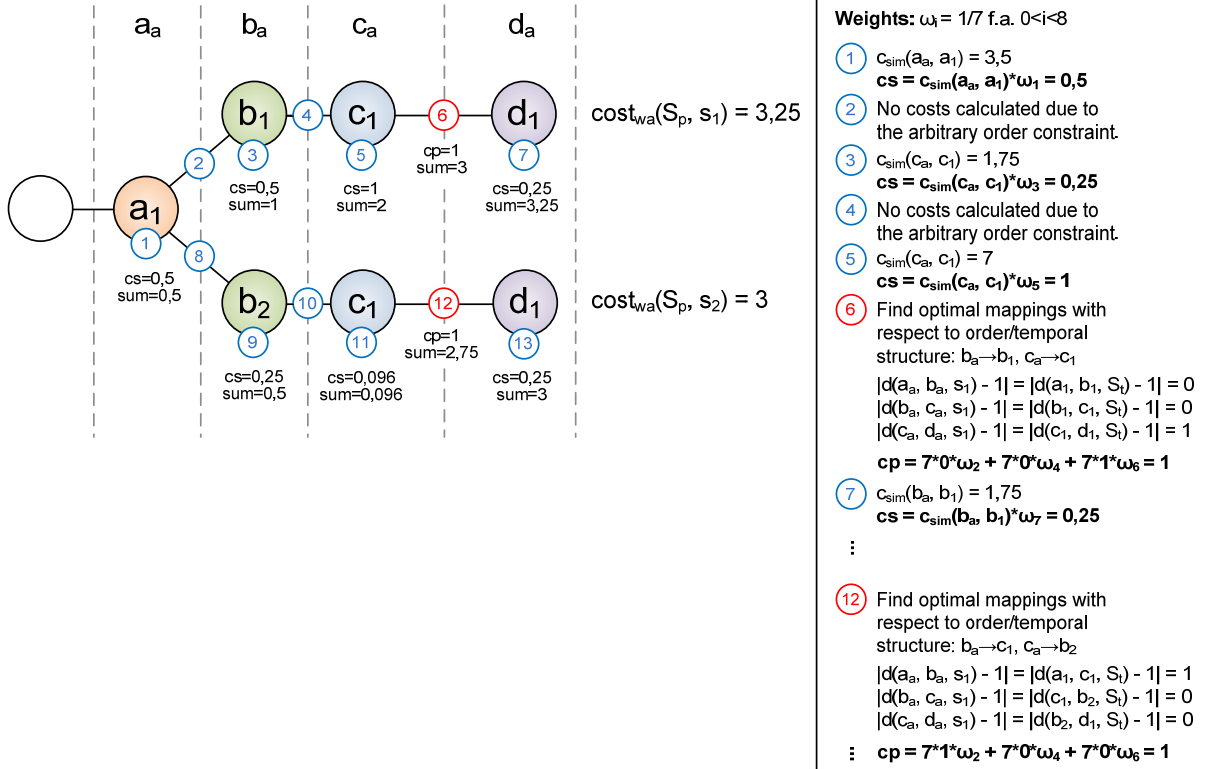 aₐ bₐ cₐ dₐ
b₁ 4 c₁ 6 d₁ cost_wa(S_p, s₁) = 3,25
2 3 5 7
cp=1
sum=3
cs=0,5 cs=1 cs=0,25
sum=1 sum=2 sum=3,25
a₁
1 8
cs=0,5
sum=0,5
b₂ 10 c₁ 12 d₁ cost_wa(S_p, s₂) = 3
9 11 13
cp=1
sum=2,75
cs=0,25 cs=0,096 cs=0,25
sum=0,5 sum=0,096 sum=3
Weights: ωᵢ = 1/7 f.a. 0<i<8
1 c_sim(aₐ, a₁) = 3,5
cs = c_sim(aₐ, a₁)*ω₁ = 0,5
2 No costs calculated due to
the arbitrary order constraint.
3 c_sim(cₐ, c₁) = 1,75
cs = c_sim(cₐ, c₁)*ω₃ = 0,25
4 No costs calculated due to
the arbitrary order constraint.
5 c_sim(cₐ, c₁) = 7
cs = c_sim(cₐ, c₁)*ω₅ = 1
6 Find optimal mappings with
respect to order/temporal
structure: bₐ→b₁, cₐ→c₁
|d(aₐ, bₐ, s₁) - 1| = |d(a₁, b₁, Sₜ) - 1| = 0
|d(bₐ, cₐ, s₁) - 1| = |d(b₁, c₁, Sₜ) - 1| = 0
|d(cₐ, dₐ, s₁) - 1| = |d(c₁, d₁, Sₜ) - 1| = 1
cp = 7*0*ω₂ + 7*0*ω₄ + 7*1*ω₆ = 1
7 c_sim(bₐ, b₁) = 1,75
cs = c_sim(bₐ, b₁)*ω₇ = 0,25
⋮
12 Find optimal mappings with
respect to order/temporal
structure: bₐ→c₁, cₐ→b₂
|d(aₐ, bₐ, s₁) - 1| = |d(a₁, c₁, Sₜ) - 1| = 1
|d(bₐ, cₐ, s₁) - 1| = |d(c₁, b₂, Sₜ) - 1| = 0
|d(cₐ, dₐ, s₁) - 1| = |d(b₂, d₁, Sₜ) - 1| = 0
⋮ cp = 7*1*ω₂ + 7*0*ω₄ + 7*0*ω₆ = 1